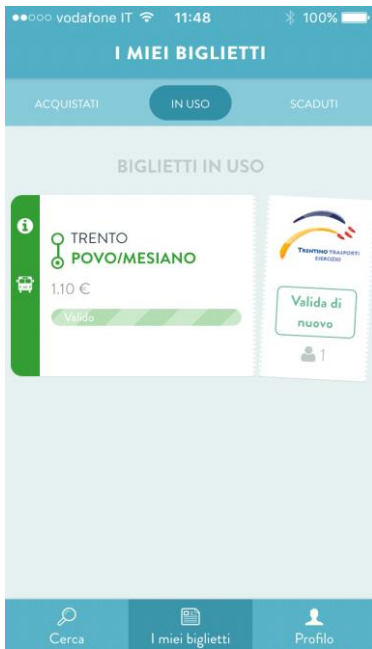 vodafone IT 11:48 100%
I MIEI BIGLIETTI
ACQUISTATI IN USO SCADUTI
BIGLIETTI IN USO
TRENTO
POVO/MESIANO
1.10 €
Valido
TRENTINO TRASPORTI
ESERCIZIO
Valida di
nuovo
1
Cerca I miei biglietti Profilo